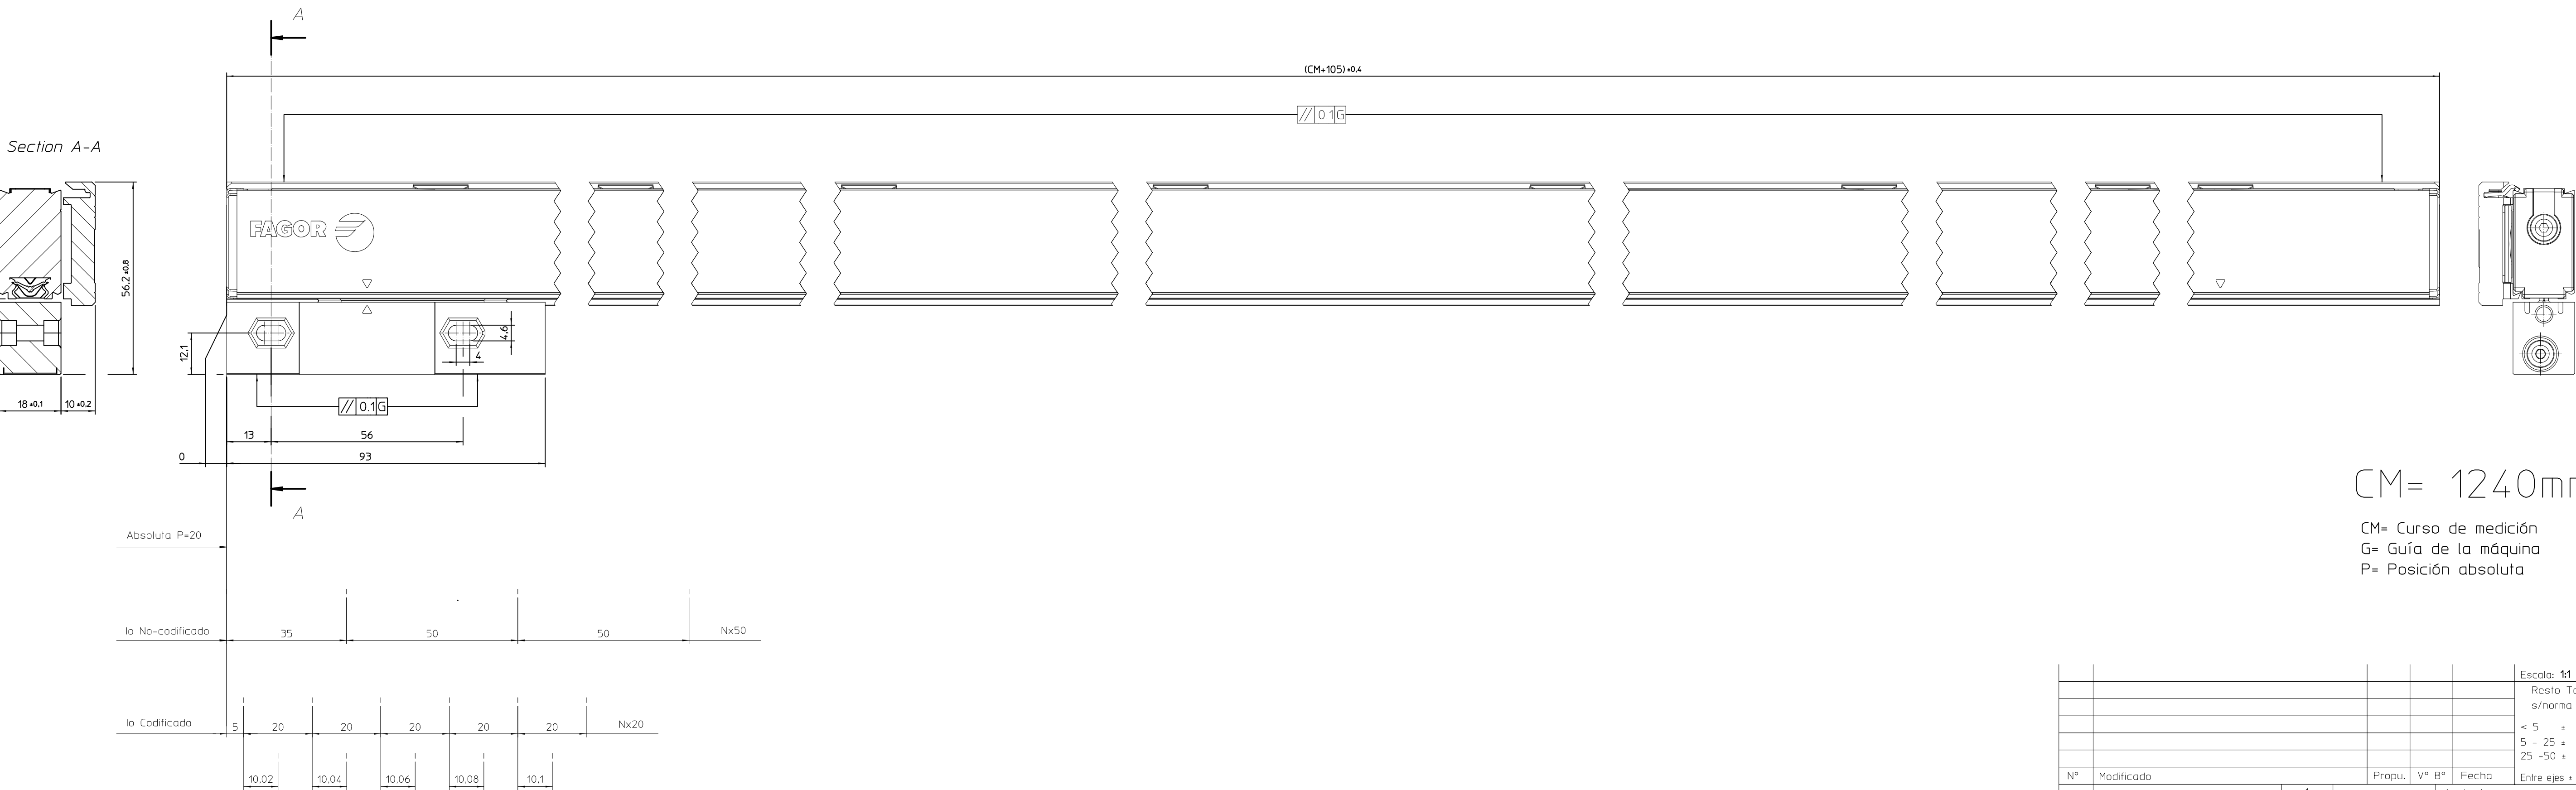 A
(CM+105) ±0,4
// 0.1 G
Section A-A
FAGOR
56.2 ±0,8
4,6
12,1
4
18 ±0,1
10 ±0,2
// 0.1 G
13
56
0
93
A
CM= 1240m
CM= Curso de medición
G= Guía de la máquina
P= Posición absoluta
Absoluta P=20
Io No-codificado
35
50
50
Nx50
Io Codificado
5
20
20
20
20
20
Nx20
10,02
10,04
10,06
10,08
10,1
Escala: 1:1
Resto
s/norma
< 5 ±
5 - 25 ±
25 -50 ±
Nº Modificado Propu. Vº Bº Fecha Entre ejes ±